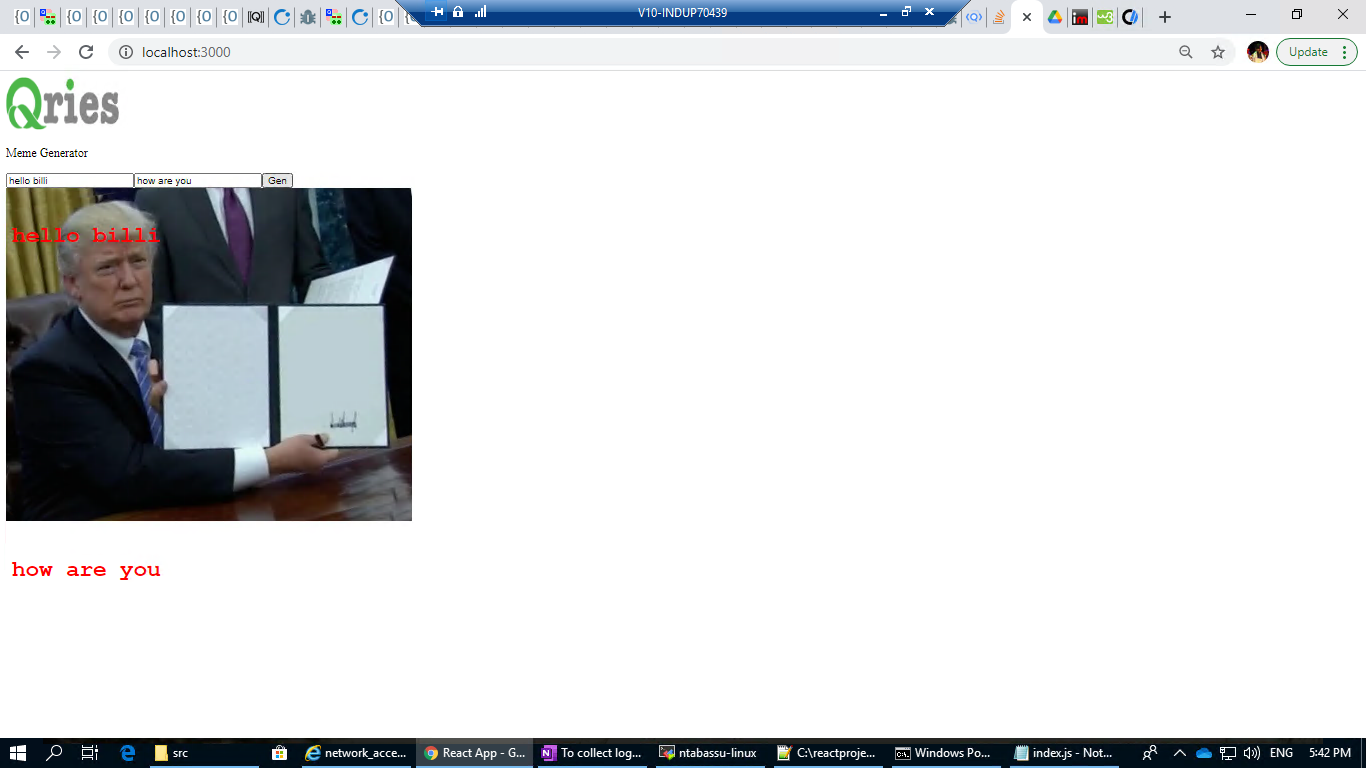 V10-INDUP70439
localhost:3000
Update
Qries
Meme Generator
hello billi
how are you
Gen
hello billi
how are you
src
network_acce...
React App - G...
To collect log...
ntabassu-linux
C:\reactproje...
Windows Po...
index.js - Not...
ENG
5:42 PM